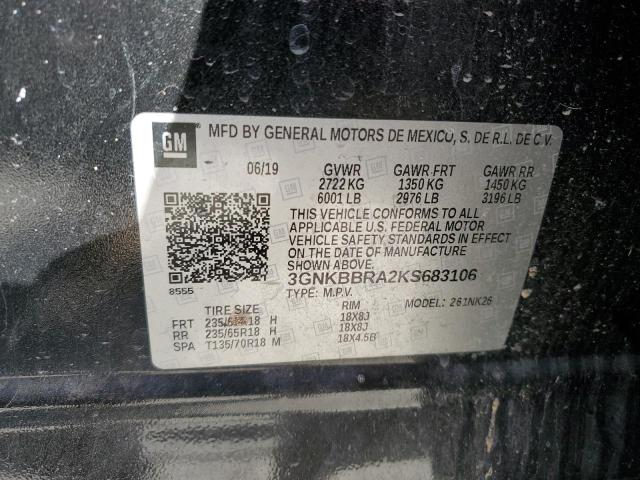 GM MFD BY GENERAL MOTORS DE MEXICO, S. DE R.L. DE C.V.
06/19 GVWR GAWR FRT GAWR RR
2722 KG 1350 KG 1450 KG
6001 LB 2976 LB 3196 LB
THIS VEHICLE CONFORMS TO ALL
APPLICABLE U.S. FEDERAL MOTOR
VEHICLE SAFETY STANDARDS IN EFFECT
ON THE DATE OF MANUFACTURE
SHOWN ABOVE.
8555 3GNKBBRA2KS683106
TYPE: M.P.V. MODEL: 261NK26
TIRE SIZE RIM
FRT 235/65R18 H 18X8J
RR 235/65R18 H 18X8J
SPA T135/70R18 M 18X4.5B